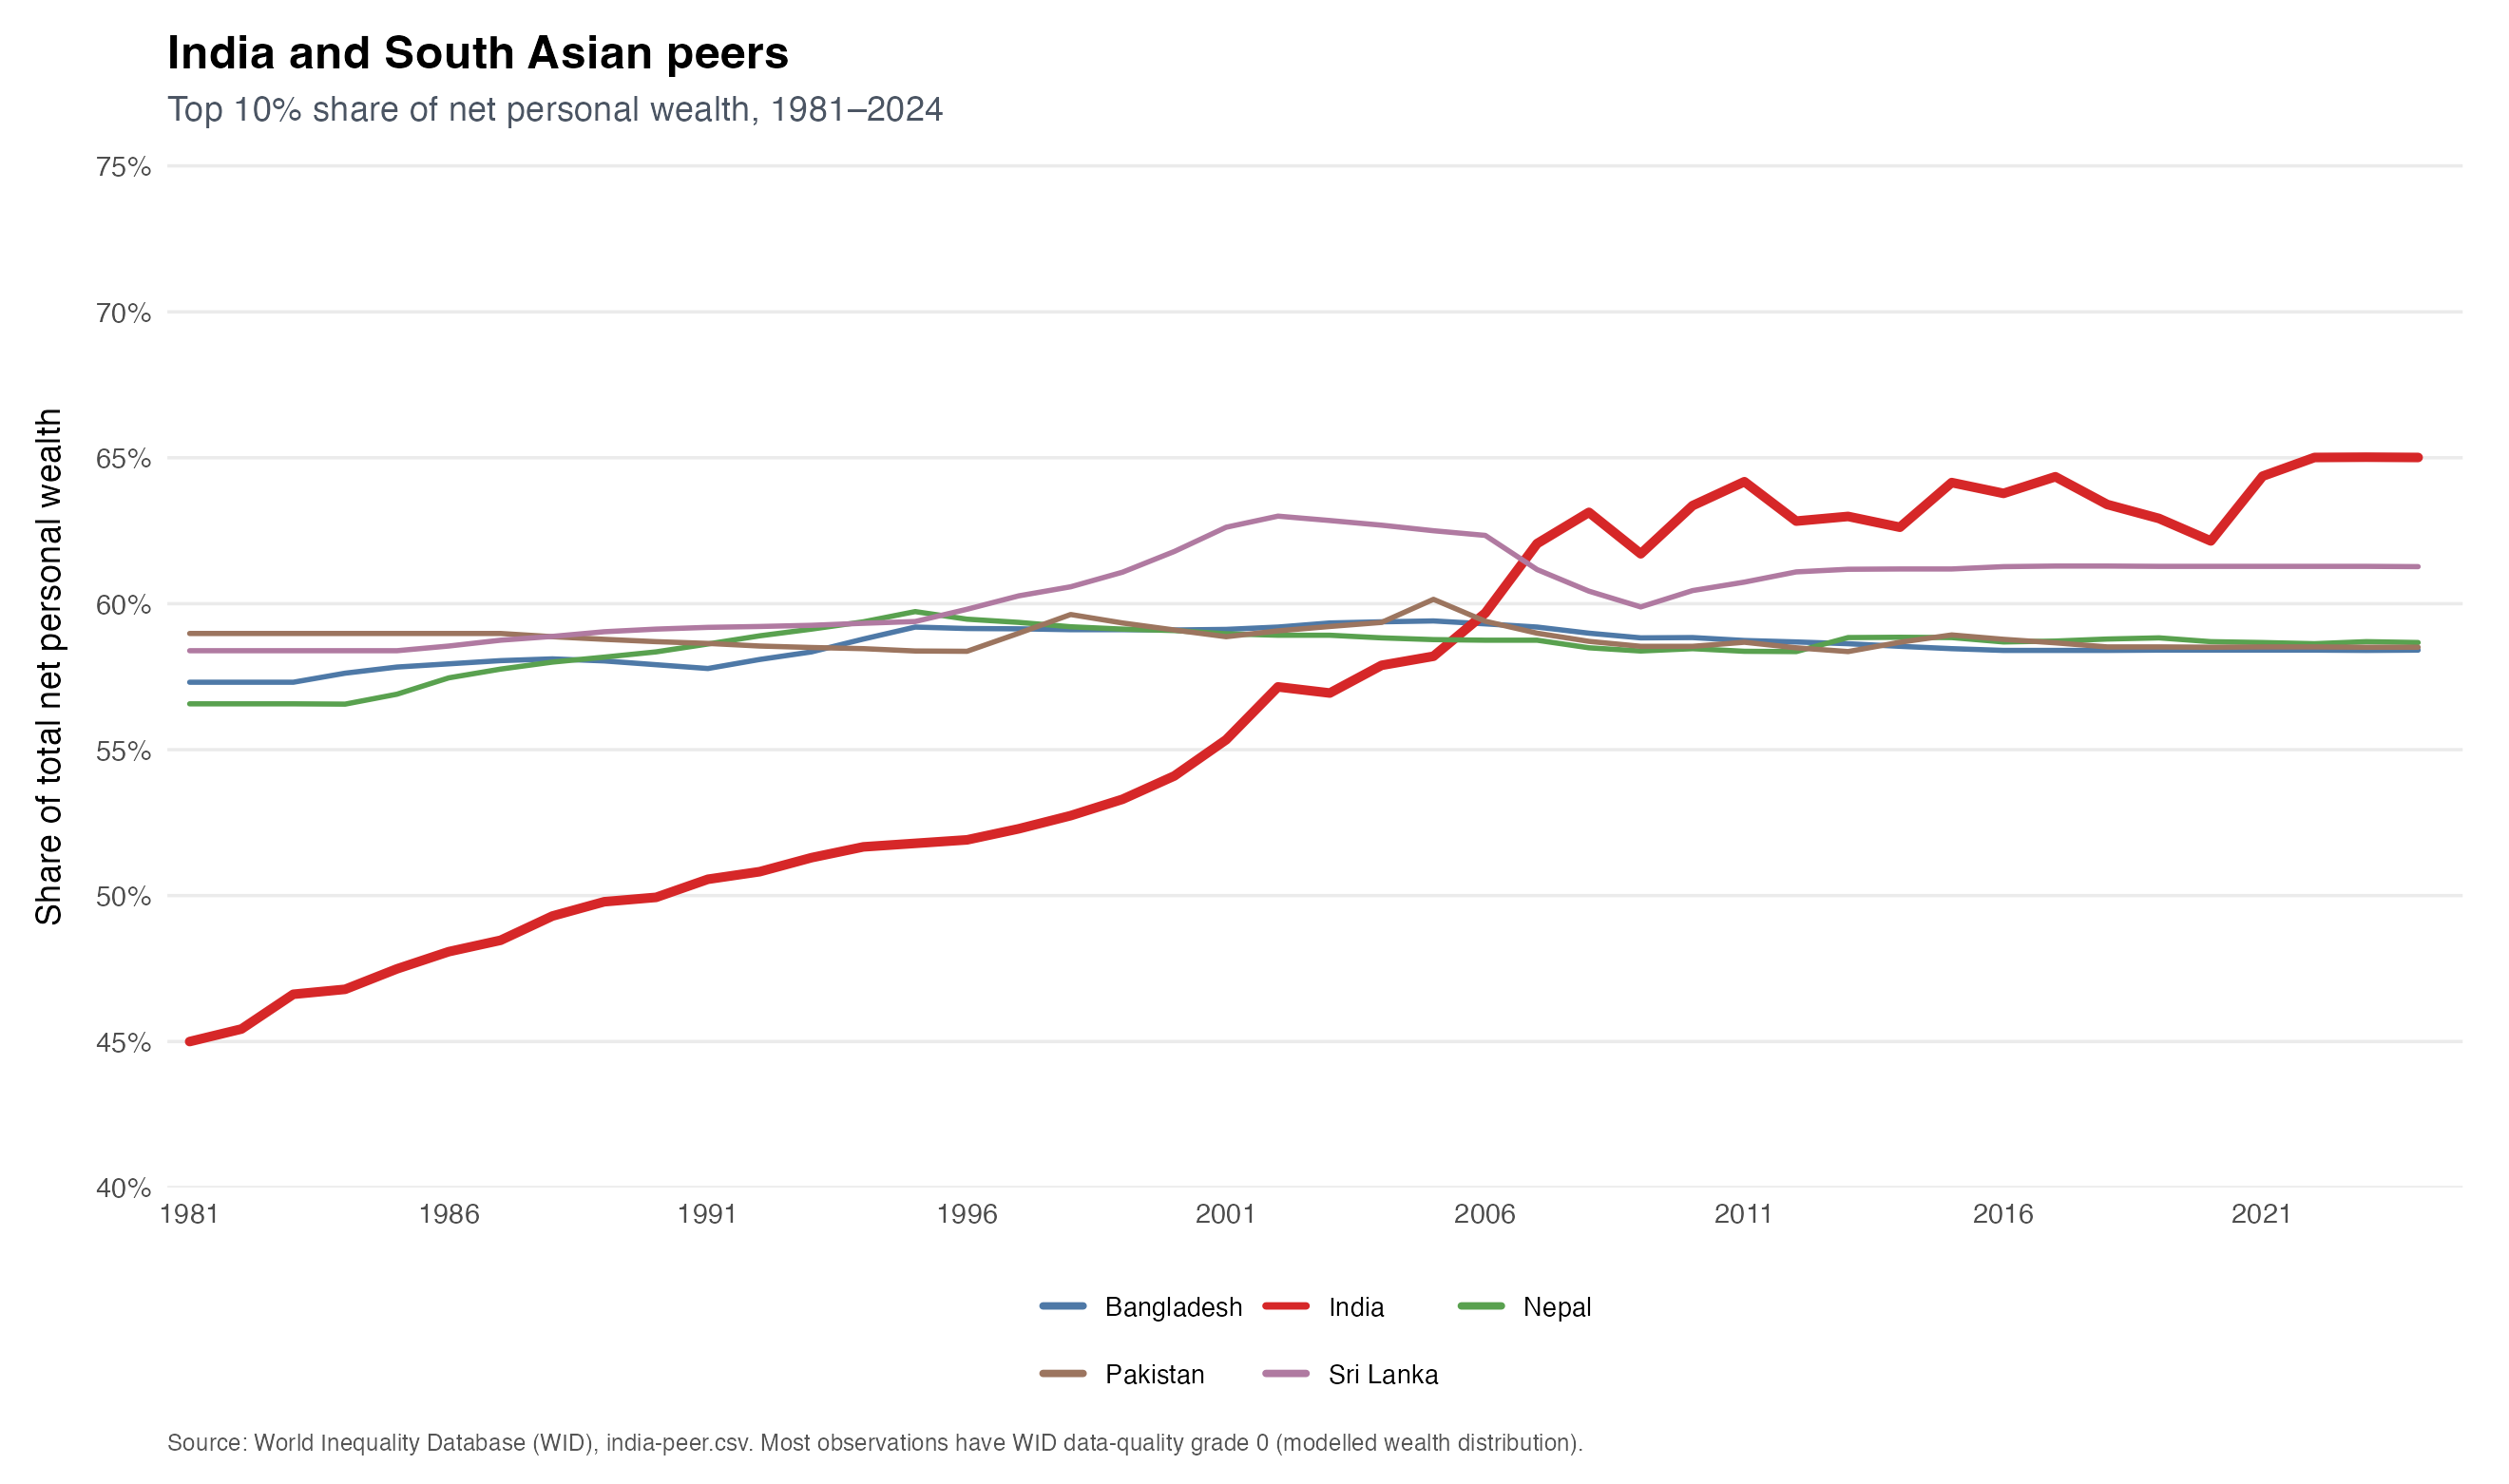 India and South Asian peers
Top 10% share of net personal wealth, 1981–2024
Share of total net personal wealth
75%
70%
65%
60%
55%
50%
45%
40%
1981 1986 1991 1996 2001 2006 2011 2016 2021
Bangladesh India Nepal
Pakistan Sri Lanka
Source: World Inequality Database (WID), india-peer.csv. Most observations have WID data-quality grade 0 (modelled wealth distribution).